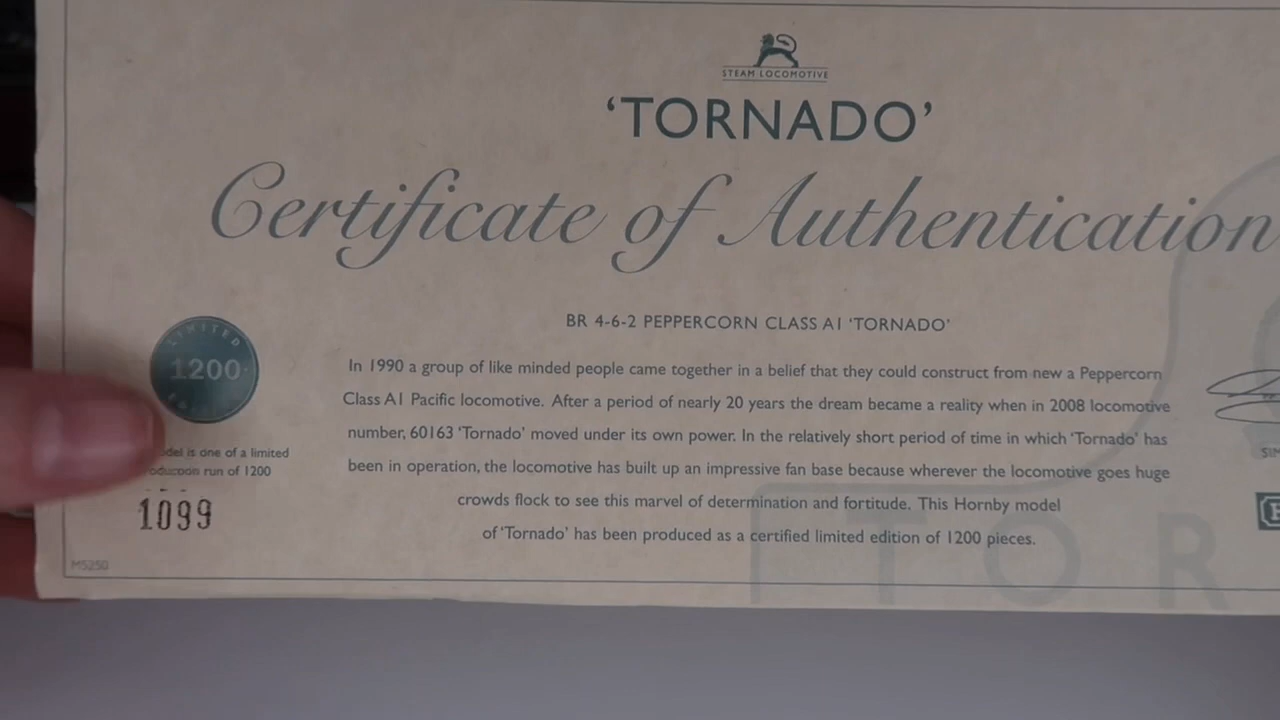 STEAM LOCOMOTIVE
‘TORNADO’
Certificate of Authentication
BR 4-6-2 PEPPERCORN CLASS A1 ‘TORNADO’
In 1990 a group of like minded people came together in a belief that they could construct from new a Peppercorn
Class A1 Pacific locomotive. After a period of nearly 20 years the dream became a reality when in 2008 locomotive
number, 60163 ‘Tornado’ moved under its own power. In the relatively short period of time in which ‘Tornado’ has
been in operation, the locomotive has built up an impressive fan base because wherever the locomotive goes huge
crowds flock to see this marvel of determination and fortitude. This Hornby model
of ‘Tornado’ has been produced as a certified limited edition of 1200 pieces.
LIMITED
1200
is one of a limited
run of 1200
1099
MS250
TOR